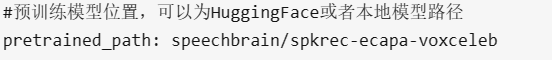 #预训练模型位置，可以为HuggingFace或者本地模型路径
pretrained_path: speechbrain/spkrec-ecapa-voxceleb